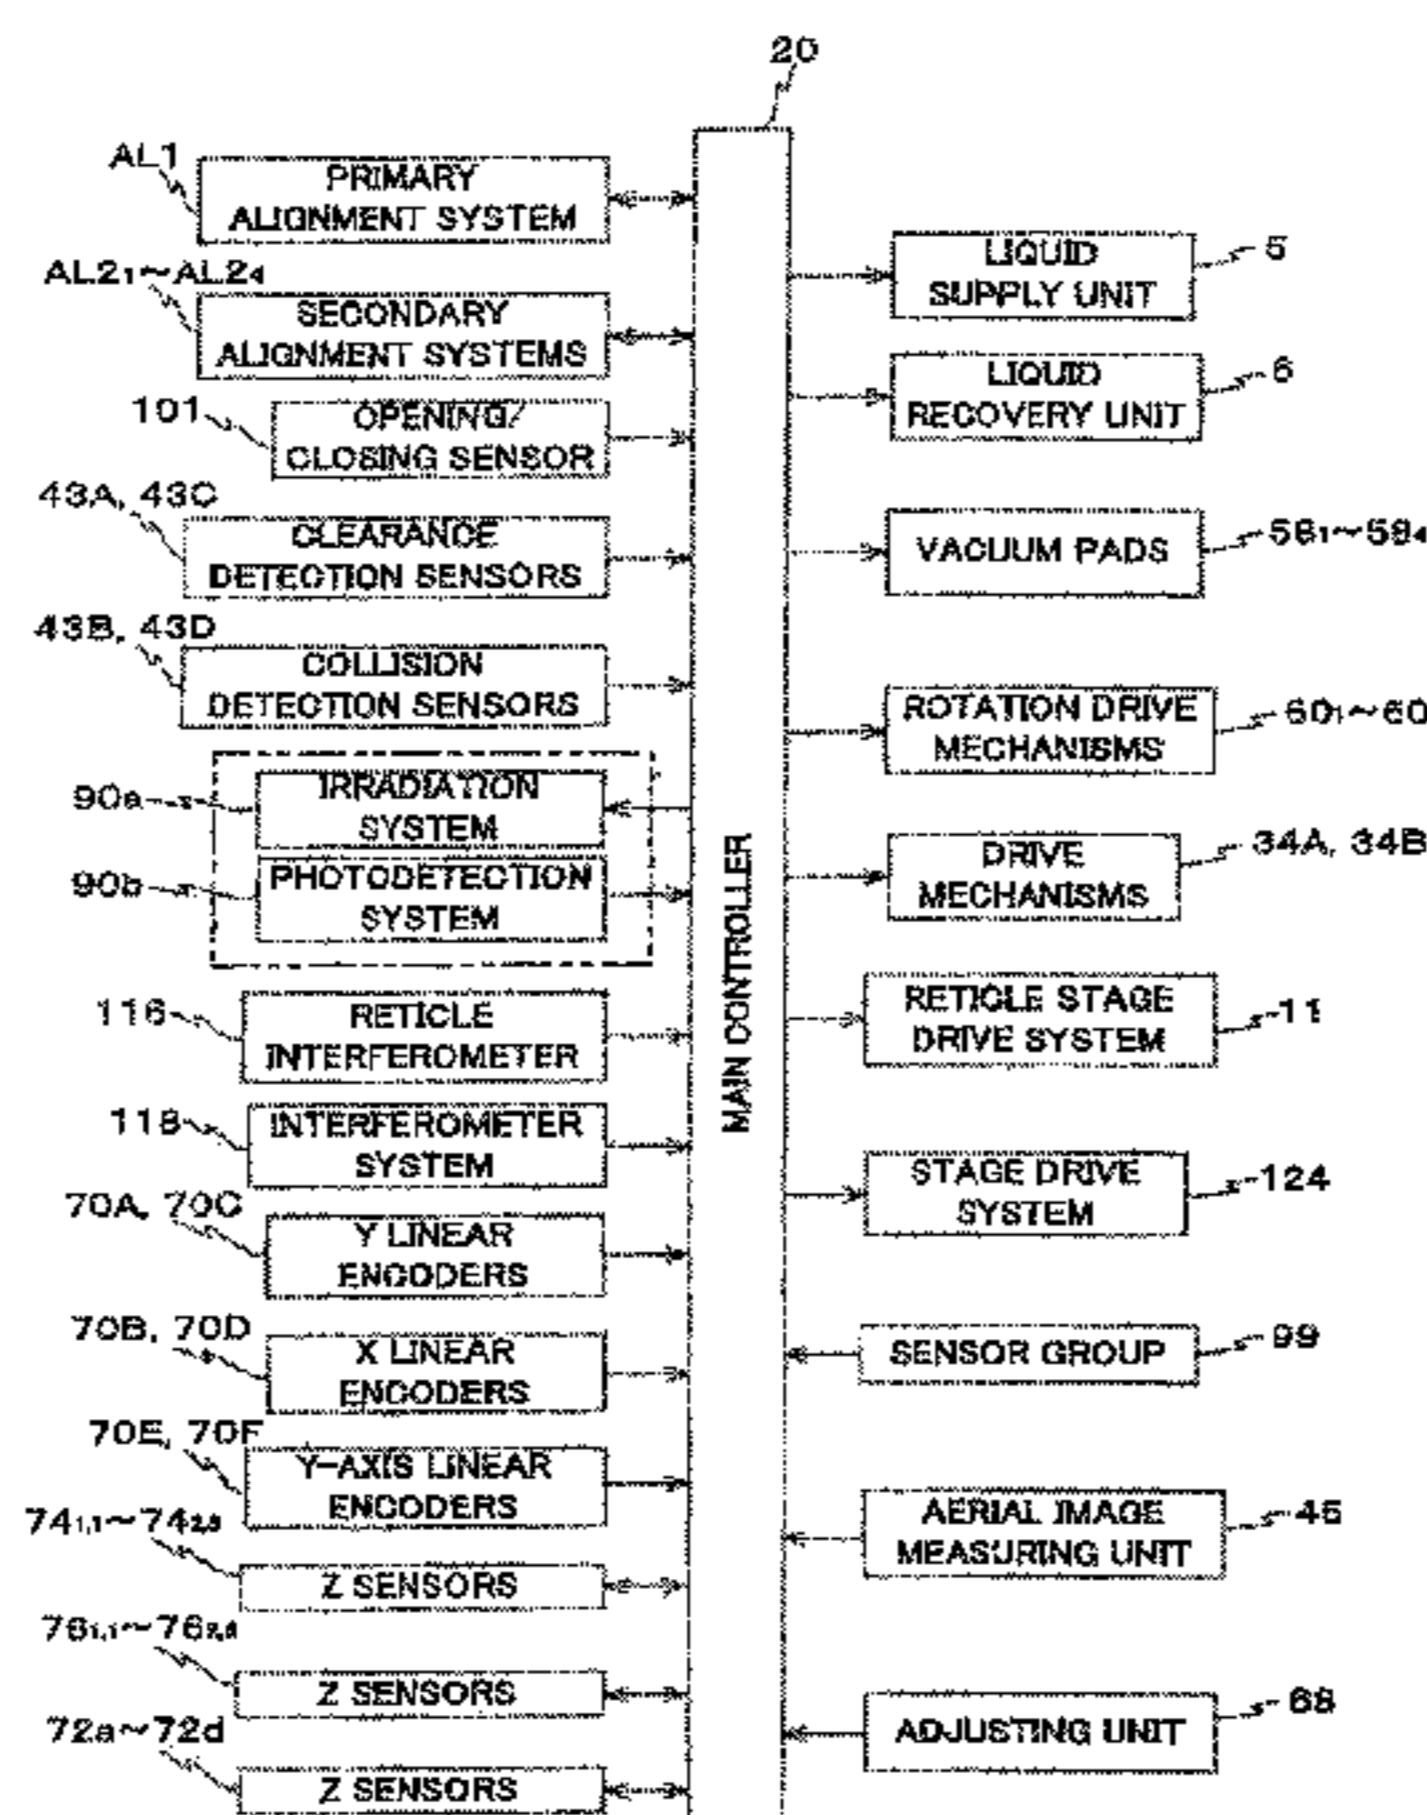 20
AL1
PRIMARY
ALIGNMENT SYSTEM
AL2₁~AL2₄
SECONDARY
ALIGNMENT SYSTEMS
101
OPENING/
CLOSING SENSOR
43A, 43C
CLEARANCE
DETECTION SENSORS
43B, 43D
COLLISION
DETECTION SENSORS
90a
IRRADIATION
SYSTEM
90b
PHOTODETECTION
SYSTEM
116
RETICLE
INTERFEROMETER
118
INTERFEROMETER
SYSTEM
70A, 70C
Y LINEAR
ENCODERS
70B, 70D
X LINEAR
ENCODERS
70E, 70F
Y-AXIS LINEAR
ENCODERS
Z SENSORS
Z SENSORS
72a~72d
Z SENSORS
MAIN CONTROLLER
LIQUID
SUPPLY UNIT
5
LIQUID
RECOVERY UNIT
6
VACUUM PADS
58₁~58₄
ROTATION DRIVE
MECHANISMS
60₁~60
DRIVE
MECHANISMS
34A, 34B
RETICLE STAGE
DRIVE SYSTEM
11
STAGE DRIVE
SYSTEM
124
SENSOR GROUP
99
AERIAL IMAGE
MEASURING UNIT
45
ADJUSTING UNIT
68